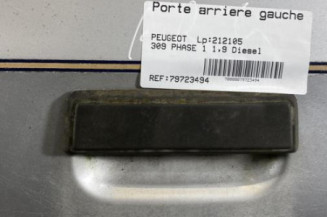 Porte arriere gauche
PEUGEOT Lp:212105
309 PHASE 1 1.9 Diesel
REF:79723494